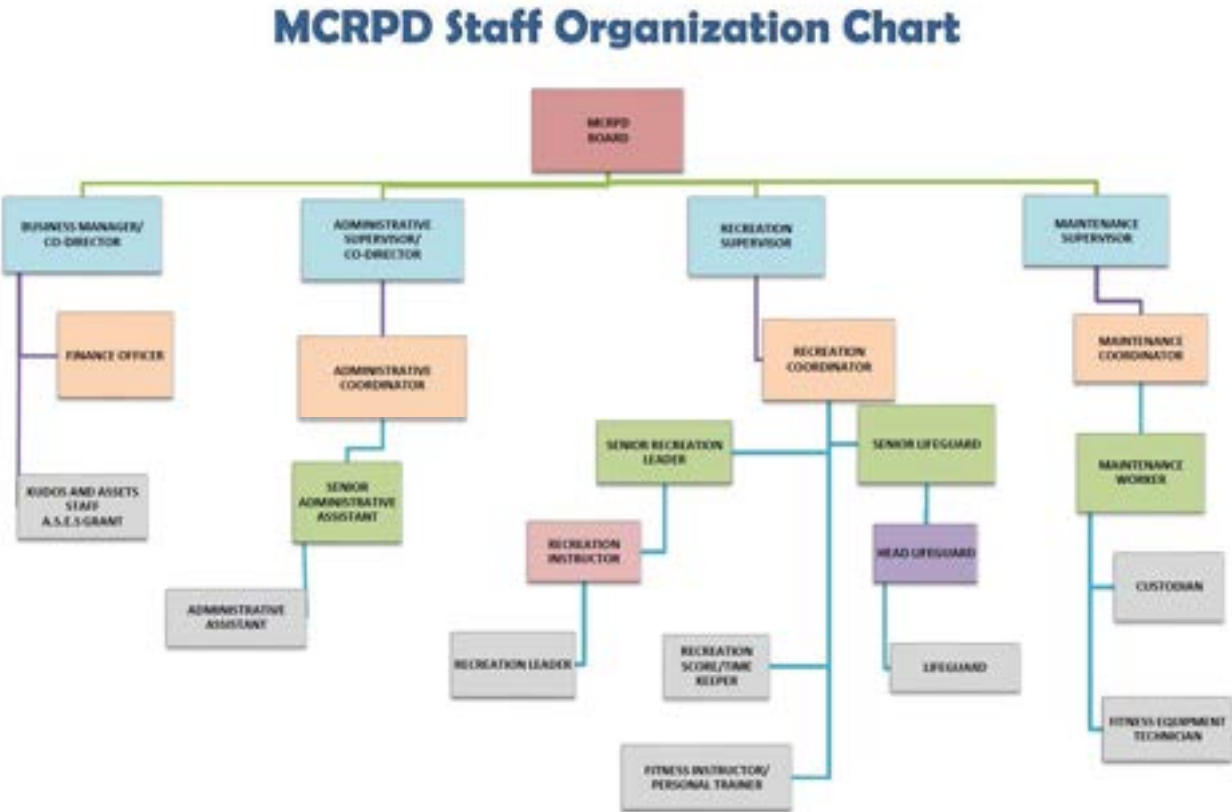 MCRPD Staff Organization Chart
MCRPD
BOARD
BUSINESS MANAGER/
CO-DIRECTOR
ADMINISTRATIVE
SUPERVISOR/
CO-DIRECTOR
RECREATION
SUPERVISOR
MAINTENANCE
SUPERVISOR
FINANCE OFFICER
ADMINISTRATIVE
COORDINATOR
RECREATION
COORDINATOR
MAINTENANCE
COORDINATOR
SENIOR RECREATION
LEADER
SENIOR LIFEGUARD
MAINTENANCE
WORKER
KUDOS AND ASSETS
STAFF
A.S.E.S GRANT
SENIOR
ADMINISTRATIVE
ASSISTANT
RECREATION
INSTRUCTOR
HEAD LIFEGUARD
CUSTODIAN
ADMINISTRATIVE
ASSISTANT
RECREATION LEADER
RECREATION
SCORE/TIME
KEEPER
LIFEGUARD
FITNESS EQUIPMENT
TECHNICIAN
FITNESS INSTRUCTOR/
PERSONAL TRAINER